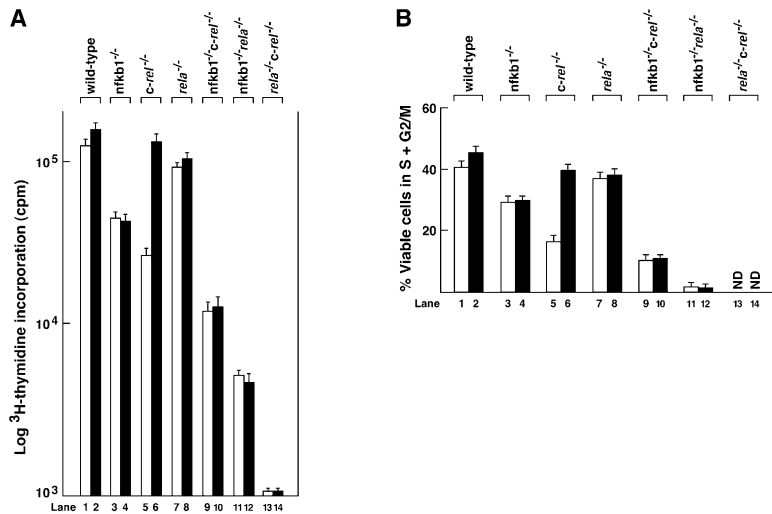 A
wild-type
nfkb1-/-
c-rel-/-
rela-/-
nfkb1-/-c-rel-/-
nfkb1-/-rela-/-
rela-/-c-rel-/-
Log 3H-thymidine incorporation (cpm)
10^5
10^4
10^3
Lane 1 2 3 4 5 6 7 8 9 10 11 12 13 14
B
wild-type
nfkb1-/-
c-rel-/-
rela-/-
nfkb1-/-c-rel-/-
nfkb1-/-rela-/-
rela-/-c-rel-/-
% Viable cells in S + G2/M
60
40
20
ND ND
Lane 1 2 3 4 5 6 7 8 9 10 11 12 13 14